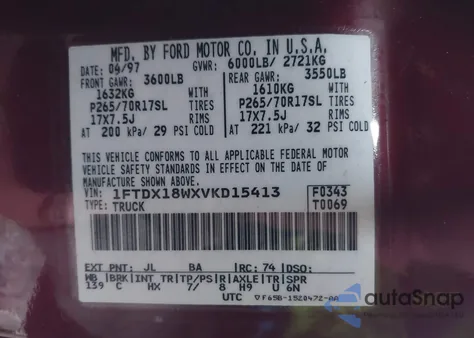 MFD. BY FORD MOTOR CO. IN U.S.A.
DATE: 04/97 GVWR: 6000LB/ 2721KG
FRONT GAWR: 3600LB REAR GAWR: 3550LB
1632KG WITH 1610KG WITH
P265/70R17SL TIRES P265/70R17SL TIRES
17X7.5J RIMS 17X7.5J RIMS
AT 200 kPa/ 29 PSI COLD AT 221 kPa/ 32 PSI COLD
THIS VEHICLE CONFORMS TO ALL APPLICABLE FEDERAL MOTOR
VEHICLE SAFETY STANDARDS IN EFFECT ON THE DATE OF
MANUFACTURE SHOWN ABOVE.
VIN: 1FTDX18WXVKD15413 F0343
TYPE: TRUCK T0069
EXT PNT: JL BA RC: 74 DSO:
WB BRK INT TR TP/PS R AXLE TR SPR
139 C HX 7/ 8 H9 U 6N
UTC ▽F65B-1520472-AA
autoSnap